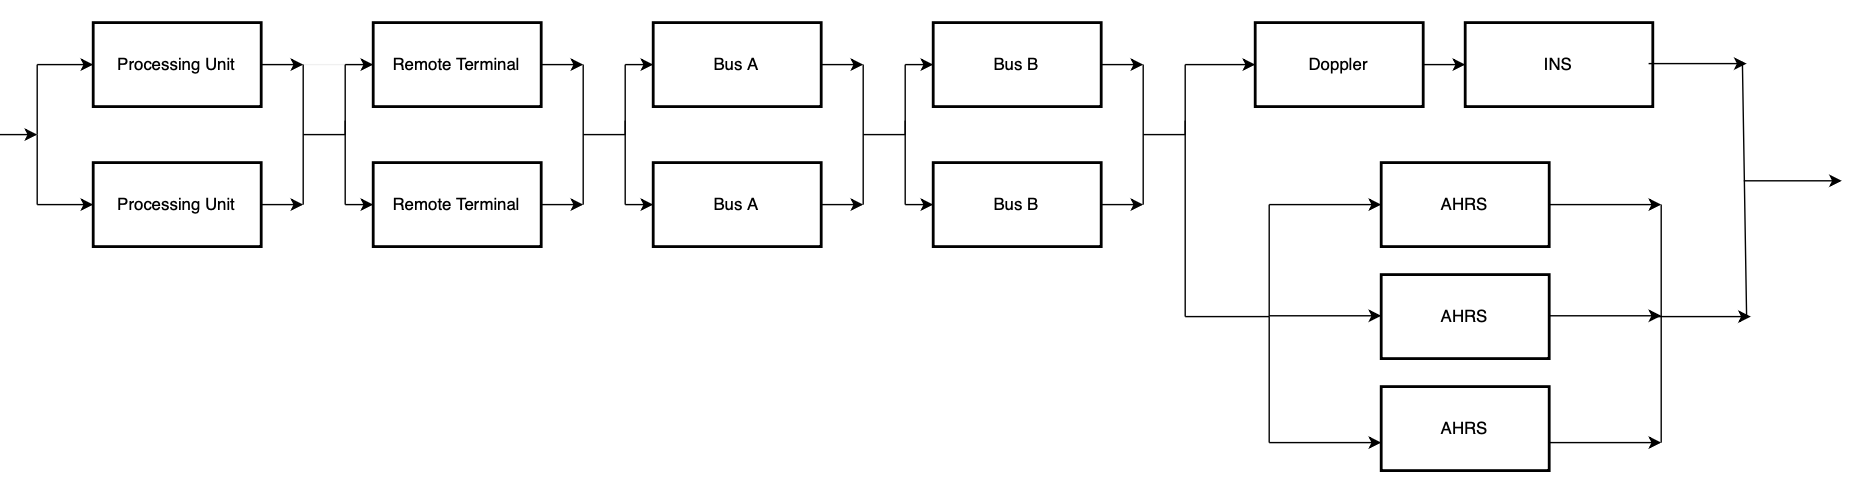 Processing Unit
Remote Terminal
Bus A
Bus B
Doppler
INS
Processing Unit
Remote Terminal
Bus A
Bus B
AHRS
AHRS
AHRS